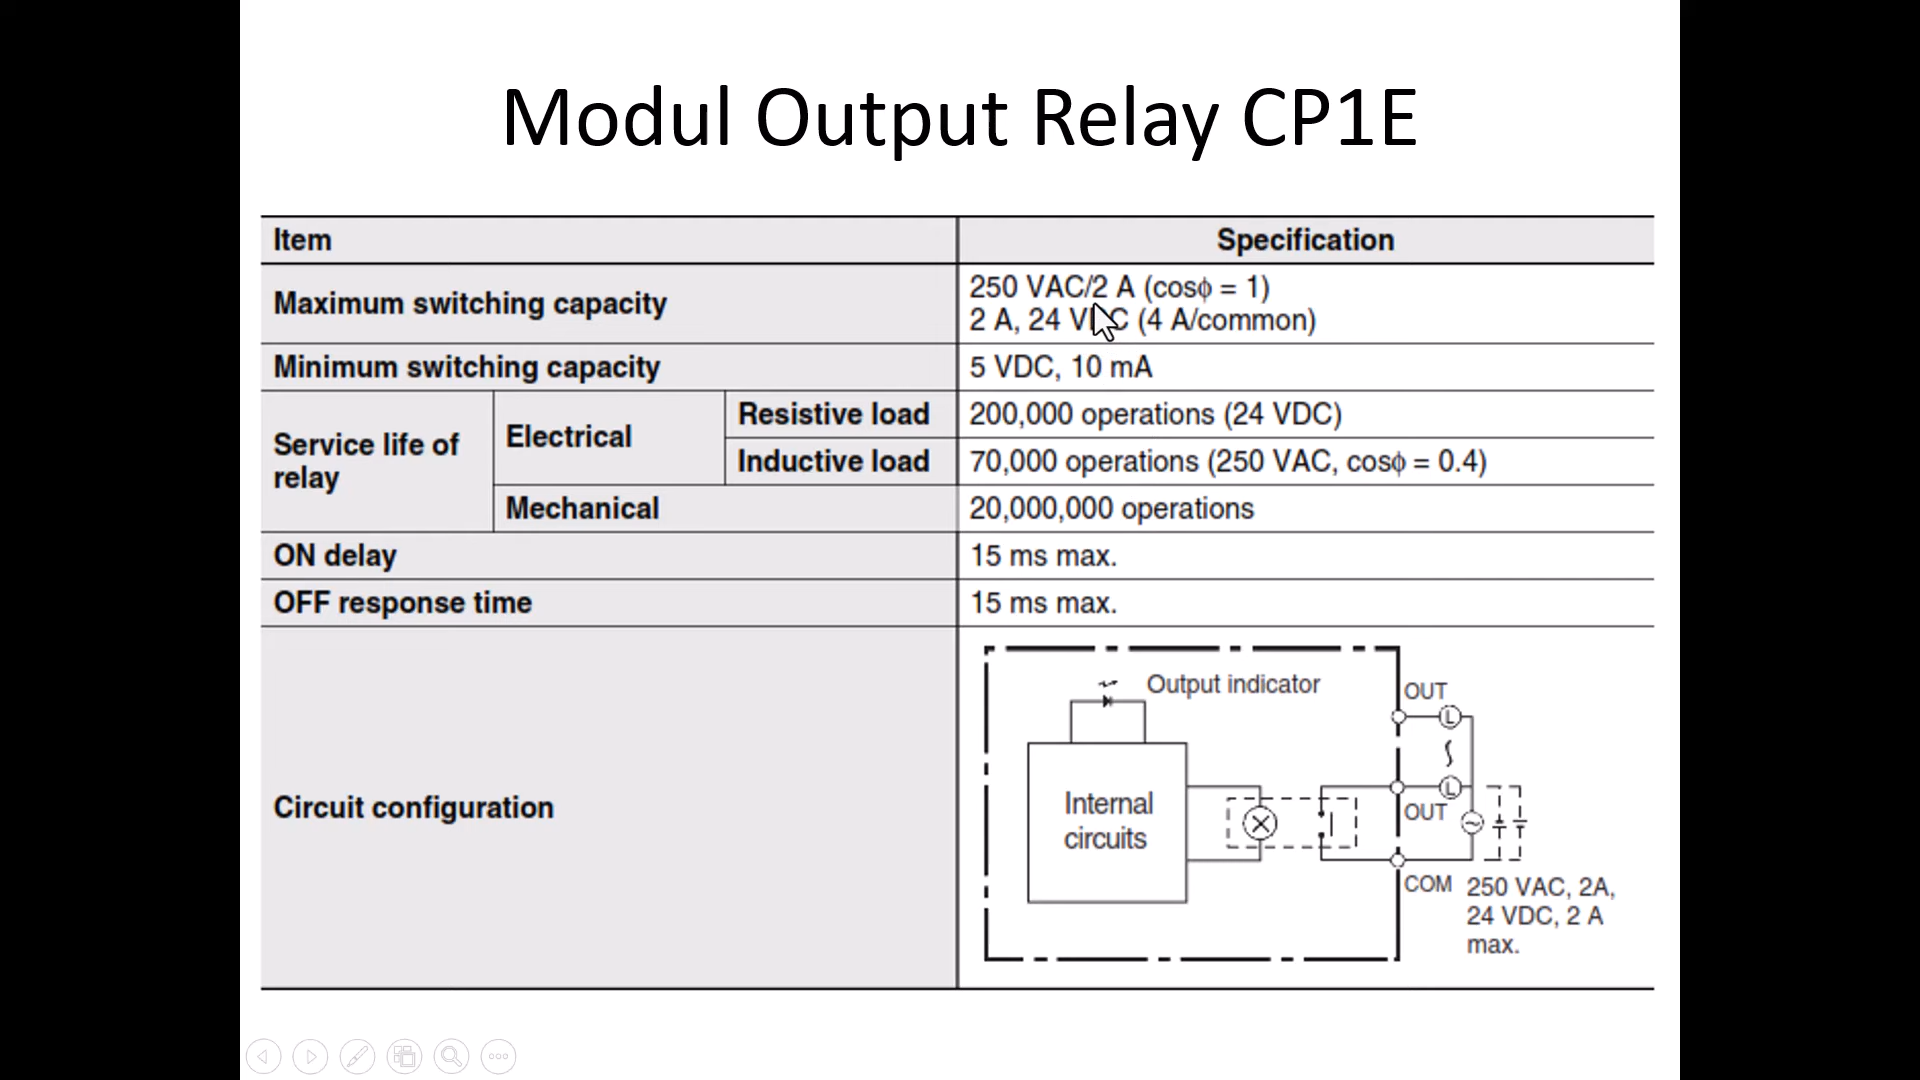 Modul Output Relay CP1E
Item
Specification
Maximum switching capacity
250 VAC/2 A (cosϕ = 1)
2 A, 24 VDC (4 A/common)
Minimum switching capacity
5 VDC, 10 mA
Service life of
relay
Electrical
Resistive load
200,000 operations (24 VDC)
Inductive load
70,000 operations (250 VAC, cosϕ = 0.4)
Mechanical
20,000,000 operations
ON delay
15 ms max.
OFF response time
15 ms max.
Circuit configuration
Output indicator
Internal
circuits
OUT
L
L
OUT
COM
250 VAC, 2A,
24 VDC, 2 A
max.